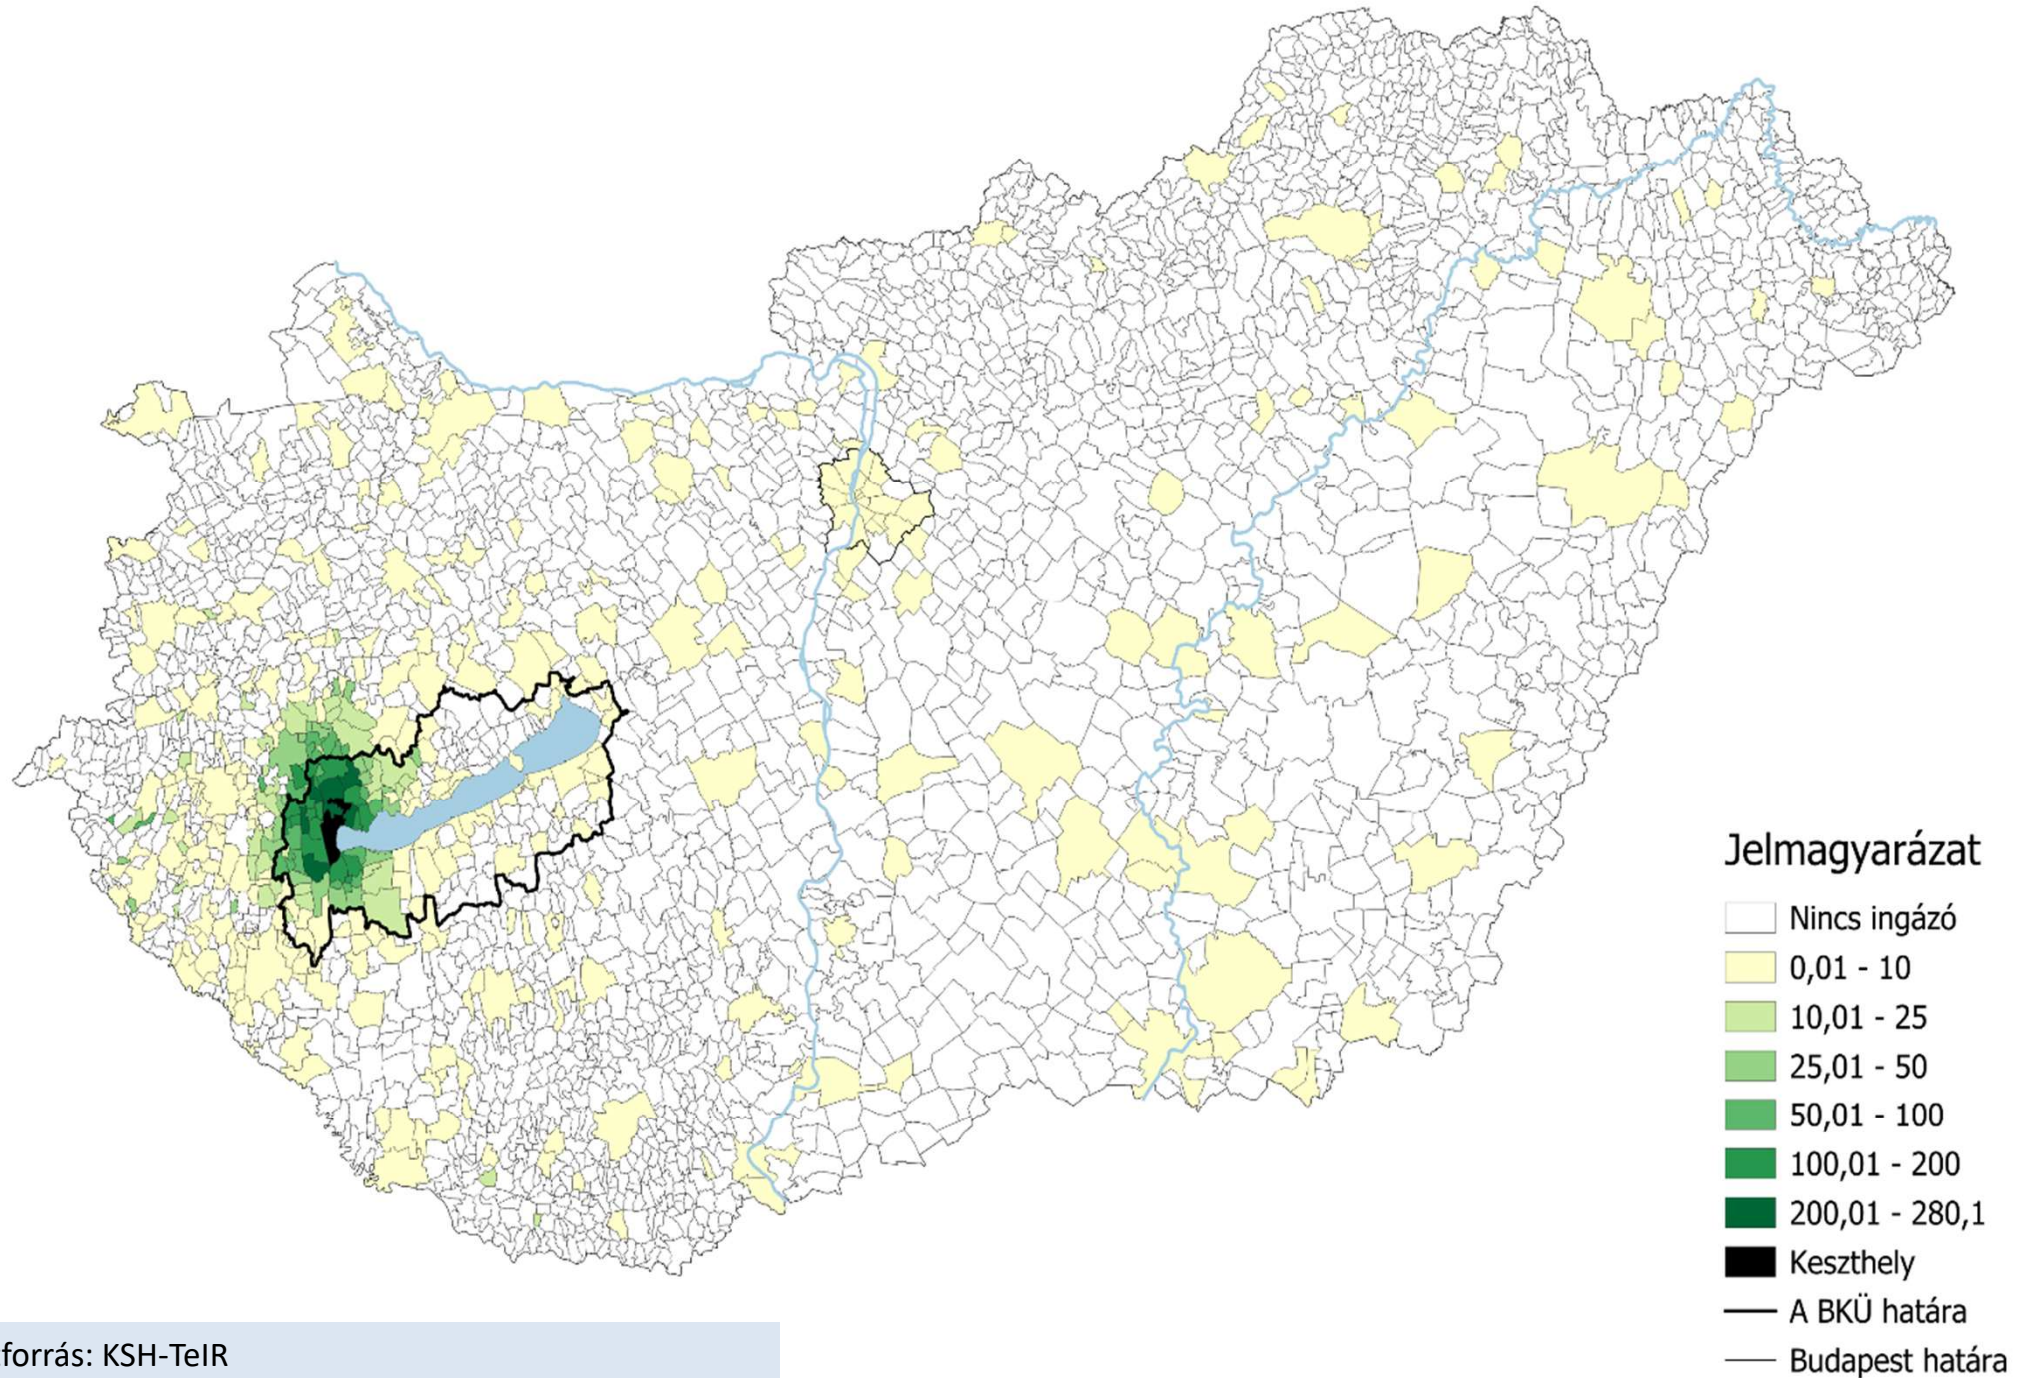 Jelmagyarázat
Nincs ingázó
0,01 - 10
10,01 - 25
25,01 - 50
50,01 - 100
100,01 - 200
200,01 - 280,1
Keszthely
A BKÜ határa
Budapest határa
forrás: KSH-TeIR